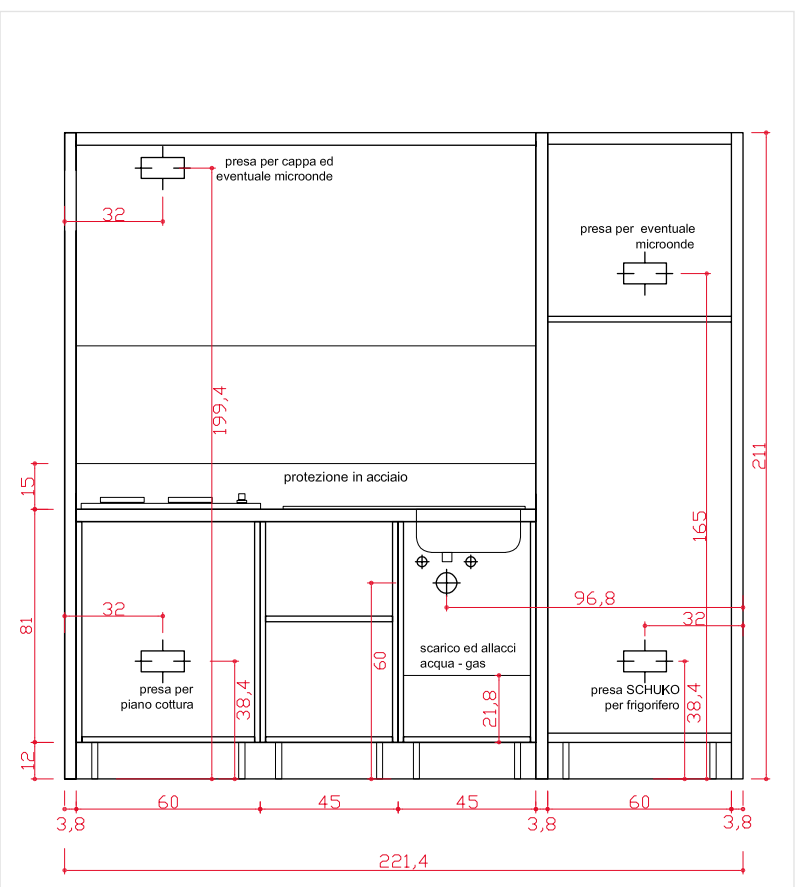 presa per cappa ed
eventuale microonde
32
presa per eventuale
microonde
199,4
211
15
protezione in acciaio
165
96,8
32
32
81
60
scarico ed allacci
acqua - gas
presa per
piano cottura
38,4
21,8
presa SCHUKO
per frigorifero
38,4
12
60
45
45
60
3,8
3,8
3,8
221,4